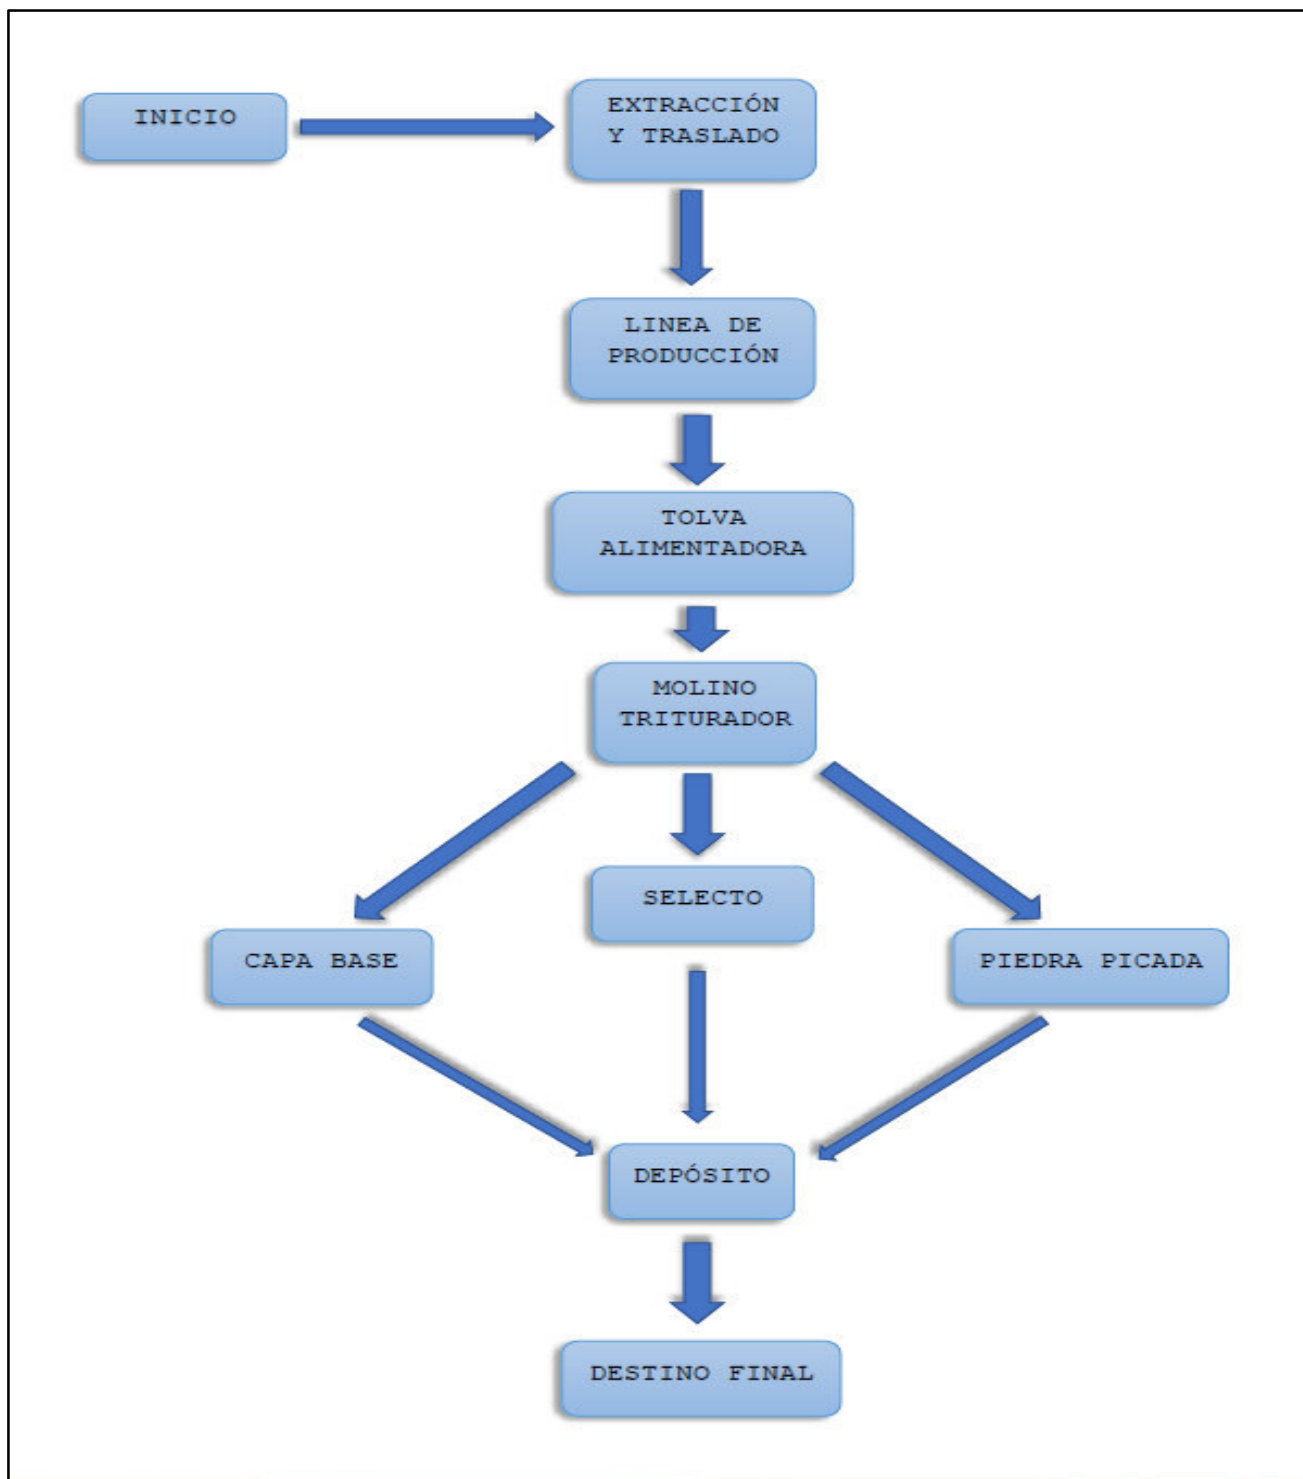 INICIO
EXTRACCIÓN
Y TRASLADO
LINEA DE
PRODUCCIÓN
TOLVA
ALIMENTADORA
MOLINO
TRITURADOR
SELECTO
CAPA BASE
PIEDRA PICADA
DEPÓSITO
DESTINO FINAL